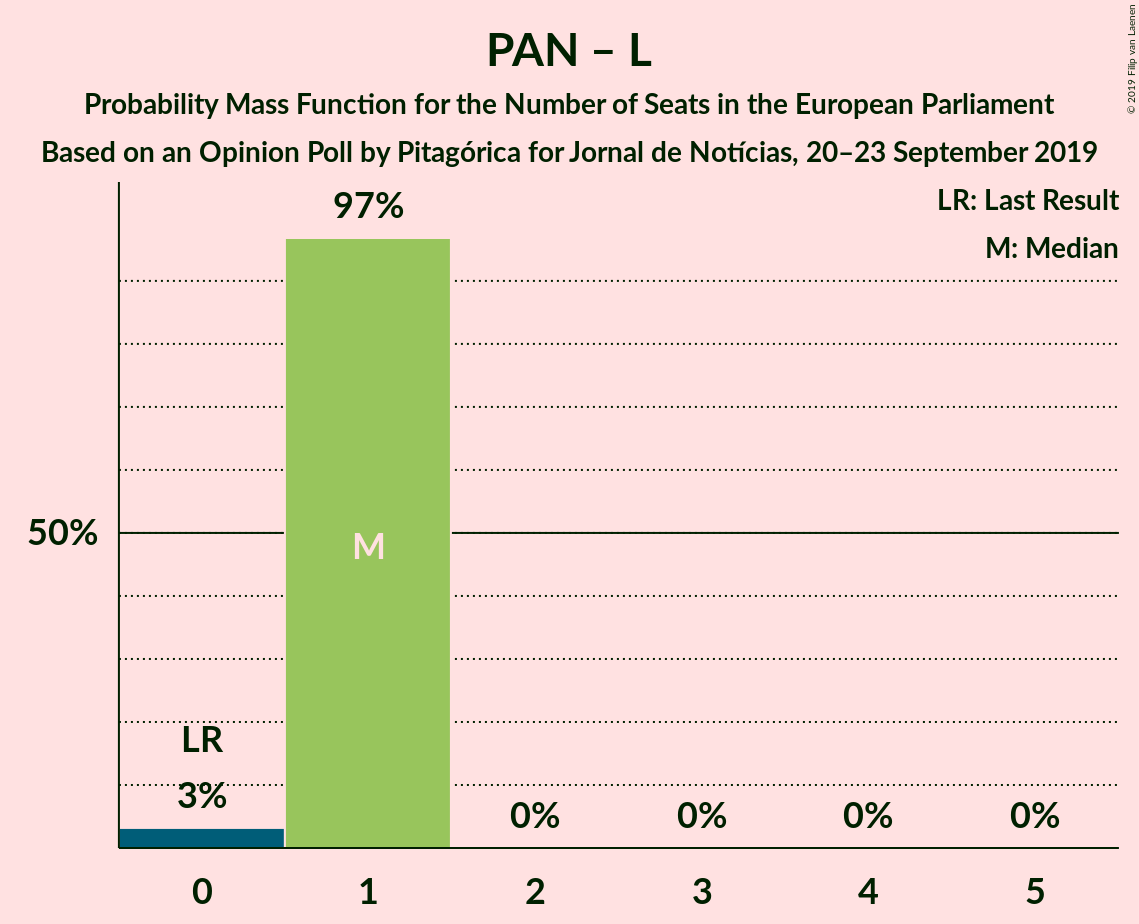 PAN – L
Probability Mass Function for the Number of Seats in the European Parliament
Based on an Opinion Poll by Pitagórica for Jornal de Notícias, 20–23 September 2019
© 2019 Filip van Laenen
LR: Last Result
M: Median
97%
50%
M
LR
3%
0%
0%
0%
0%
0
1
2
3
4
5